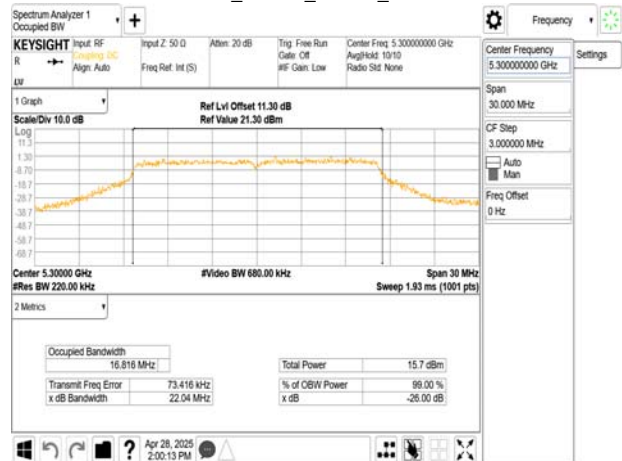 Spectrum Analyzer 1
Occupied BW
Frequency
KEYSIGHT
Input: RF
Coupling: DC
Align: Auto
Input Z: 50 Ω
Freq Ref: Int (S)
Atten: 20 dB
Trig: Free Run
Gate: Off
#IF Gain: Low
Center Freq: 5.300000000 GHz
Avg|Hold: 10/10
Radio Std: None
R
Center Frequency
5.300000000 GHz
Settings
Span
30.000 MHz
CF Step
3.000000 MHz
Auto
Man
Freq Offset
0 Hz
1 Graph
Ref Lvl Offset 11.30 dB
Scale/Div 10.0 dB
Ref Value 21.30 dBm
Log
11.3
1.30
-8.70
-18.7
-28.7
-38.7
-48.7
-58.7
-68.7
Center 5.30000 GHz
#Video BW 680.00 kHz
Span 30 MHz
#Res BW 220.00 kHz
Sweep 1.93 ms (1001 pts)
2 Metrics
Occupied Bandwidth
16.816 MHz
Total Power
15.7 dBm
Transmit Freq Error
73.416 kHz
% of OBW Power
99.00 %
x dB Bandwidth
22.04 MHz
x dB
-26.00 dB
?
Apr 28, 2025
2:00:13 PM